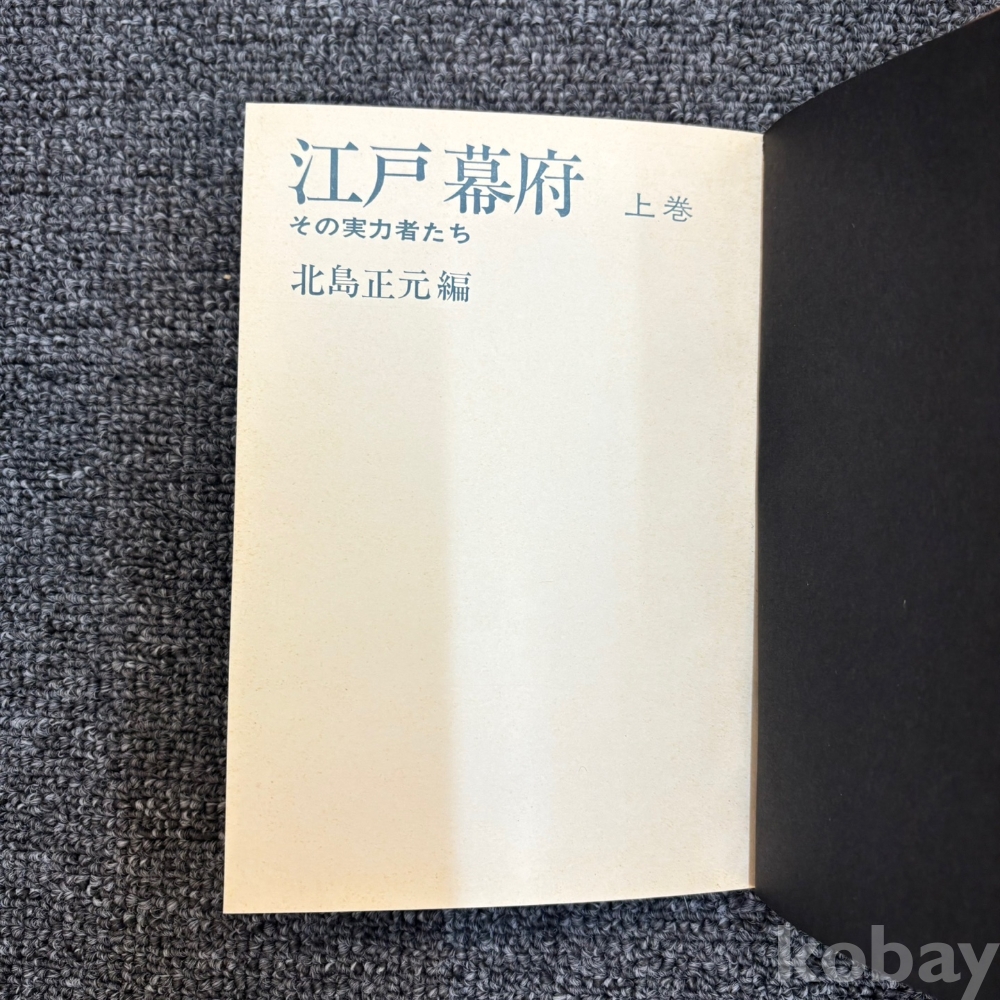 江戸幕府 上巻
その実力者たち
北島正元編
kobay